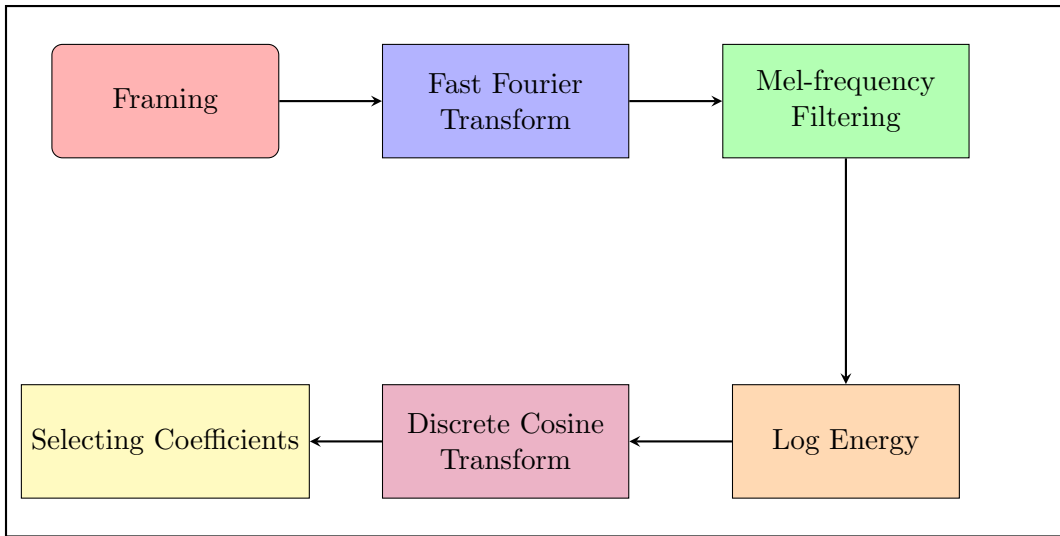 Framing
Fast Fourier
Transform
Mel-frequency
Filtering
Selecting Coefficients
Discrete Cosine
Transform
Log Energy